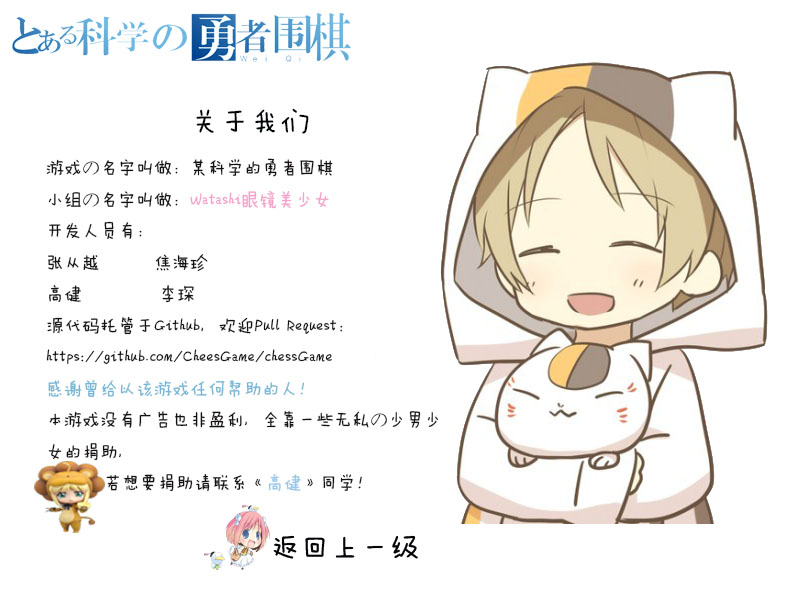 とある科学の勇者围棋
Wei Qi
关于我们
游戏の名字叫做：某科学的勇者围棋
小组の名字叫做：Watashi眼镜美少女
开发人员有：
张从越 焦海珍
高健 李琛
源代码托管于Github，欢迎Pull Request：
https://github.com/CheesGame/chessGame
感谢曾给以该游戏任何帮助的人！
本游戏没有广告也非盈利，全靠一些无私の少男少
女的捐助，
若想要捐助请联系《高健》同学！
返回上一级